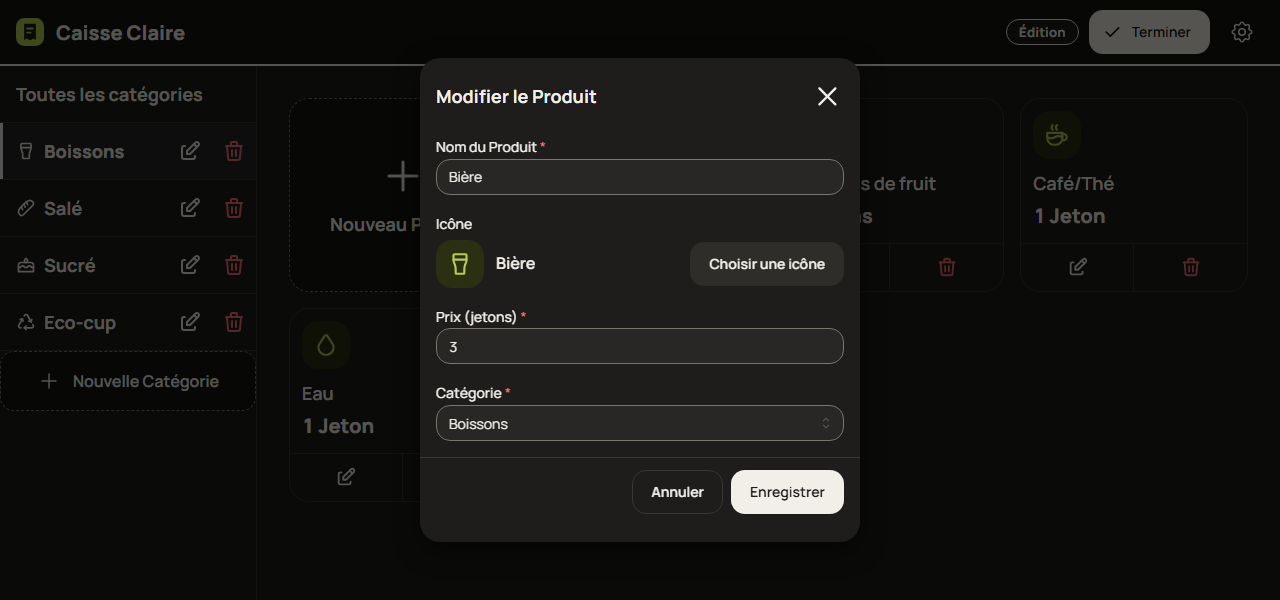 Caisse Claire
Édition
Terminer
Toutes les catégories
Boissons
Salé
Sucré
Eco-cup
Nouvelle Catégorie
Nouveau P
s de fruit
s
Café/Thé
1 Jeton
Eau
1 Jeton
Modifier le Produit
Nom du Produit *
Bière
Icône
Bière
Choisir une icône
Prix (jetons) *
3
Catégorie *
Boissons
Annuler
Enregistrer